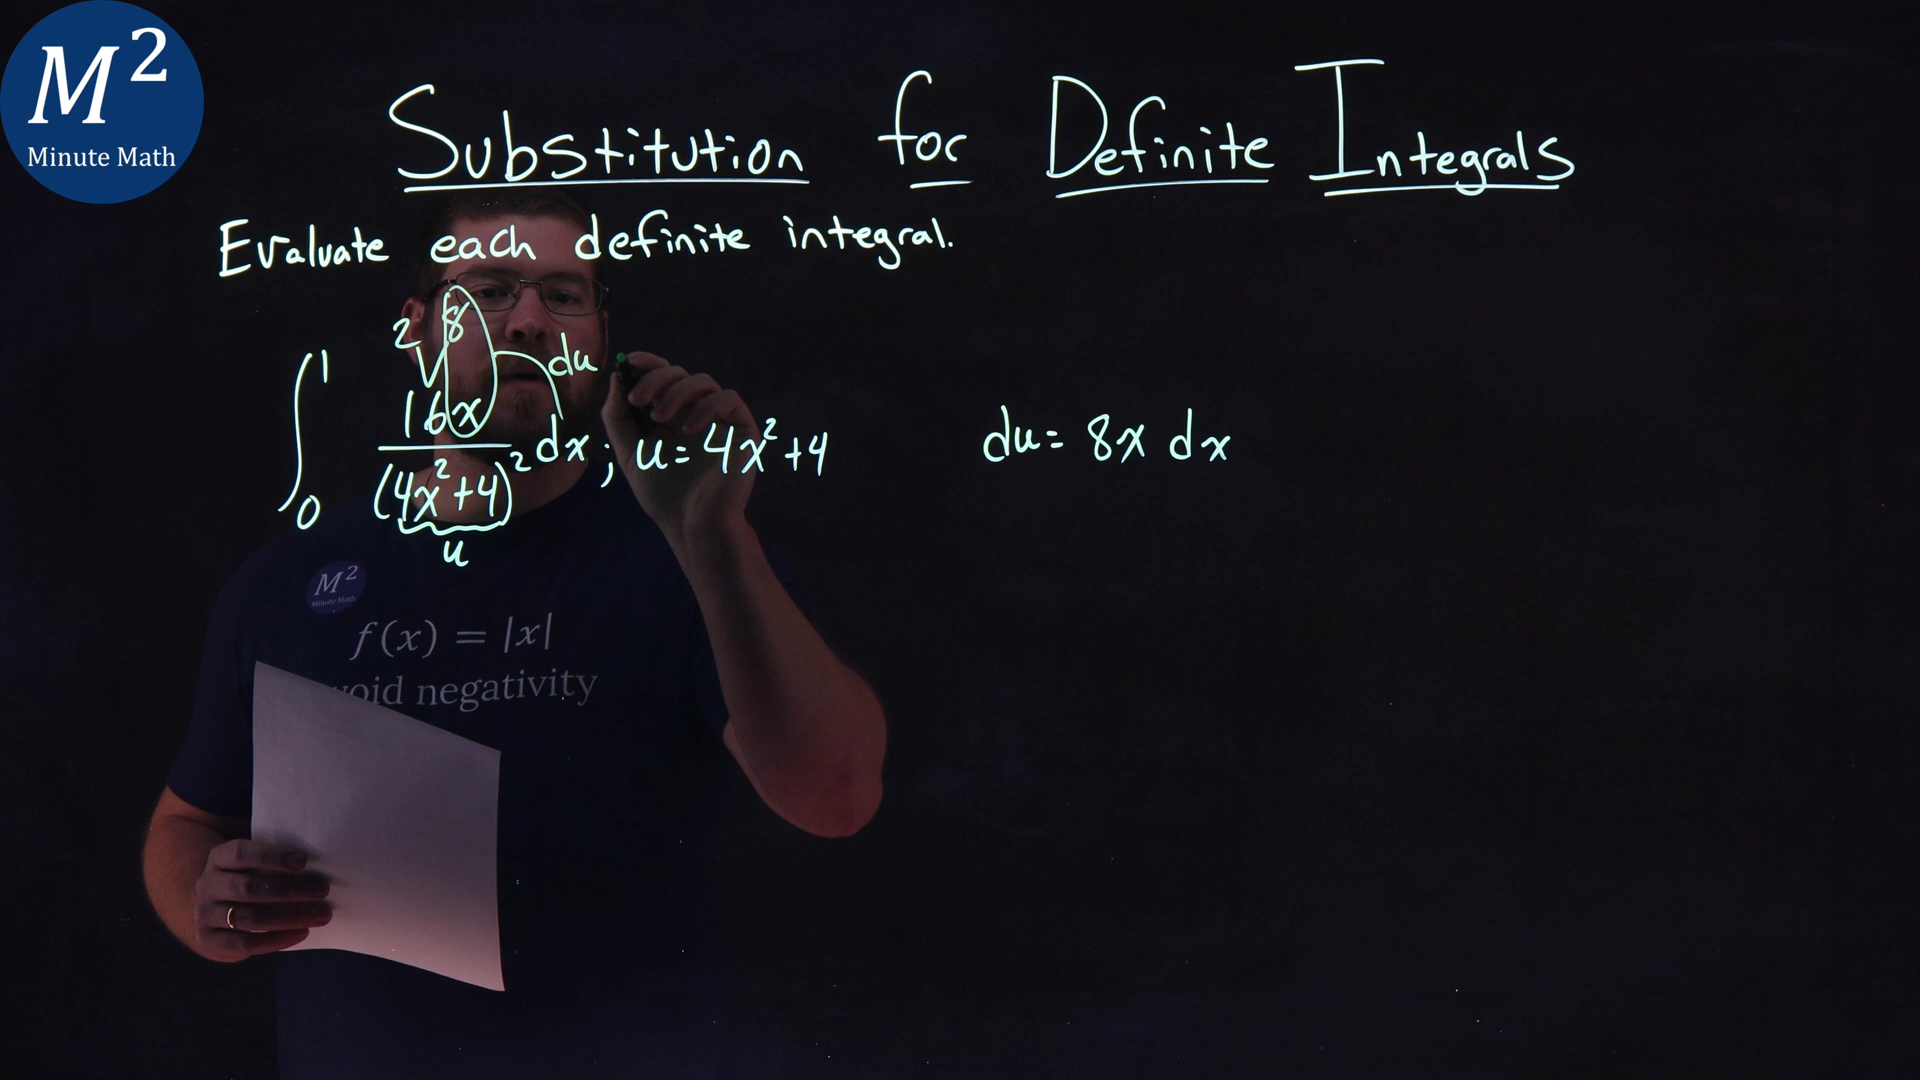 M²
Minute Math
Substitution for Definite Integrals
Evaluate each definite integral.
2 8
du
∫₀¹ 16x / (4x²+4)² dx ; u = 4x²+4
du = 8x dx
u
M²
Minute Math
f(x) = |x|
negativity